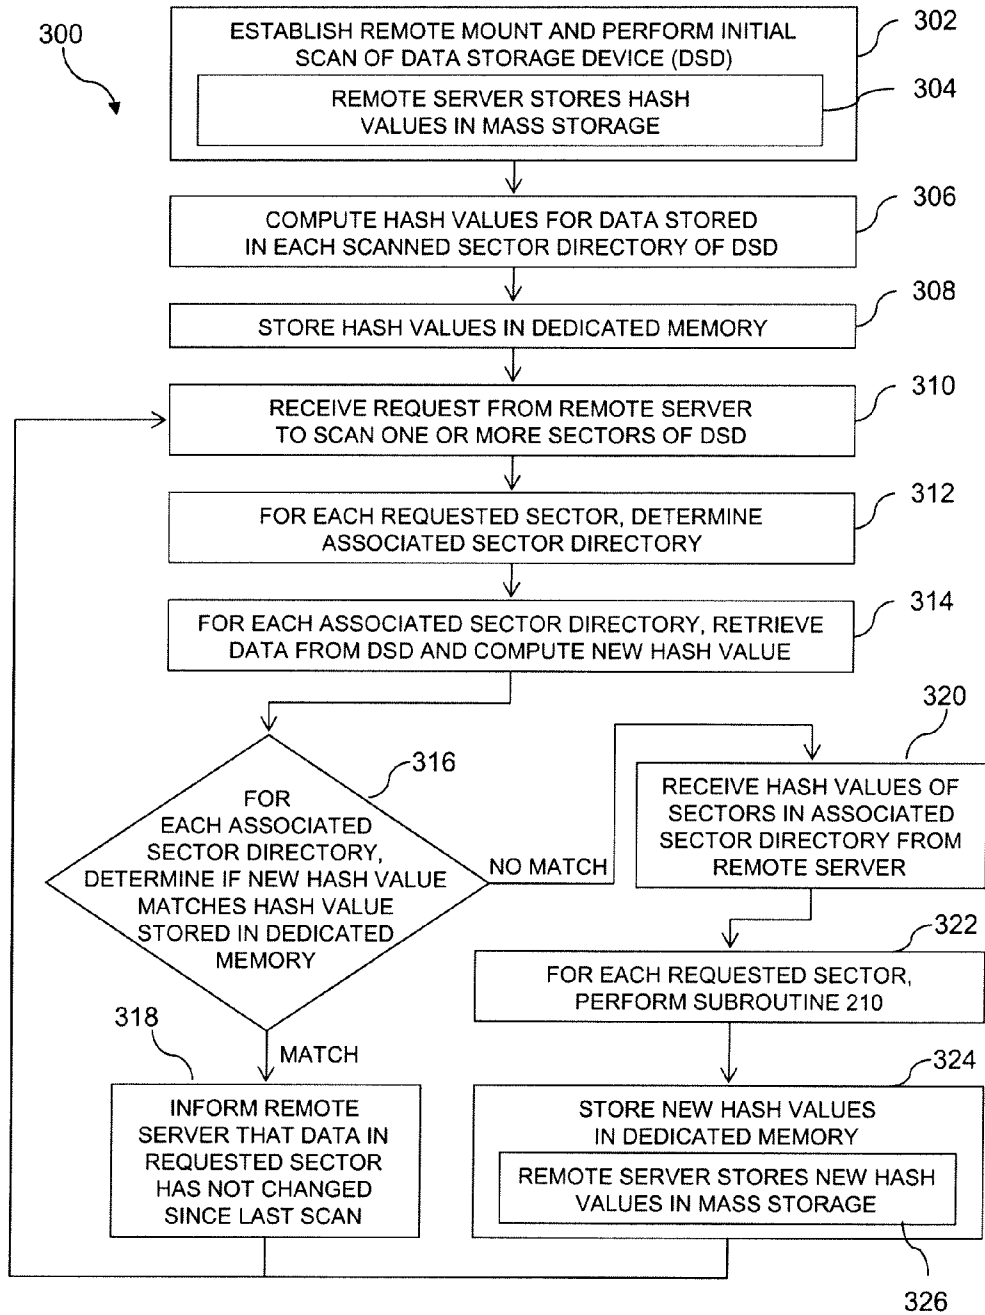 300
ESTABLISH REMOTE MOUNT AND PERFORM INITIAL
SCAN OF DATA STORAGE DEVICE (DSD)
302
REMOTE SERVER STORES HASH
VALUES IN MASS STORAGE
304
COMPUTE HASH VALUES FOR DATA STORED
IN EACH SCANNED SECTOR DIRECTORY OF DSD
306
STORE HASH VALUES IN DEDICATED MEMORY
308
RECEIVE REQUEST FROM REMOTE SERVER
TO SCAN ONE OR MORE SECTORS OF DSD
310
FOR EACH REQUESTED SECTOR, DETERMINE
ASSOCIATED SECTOR DIRECTORY
312
FOR EACH ASSOCIATED SECTOR DIRECTORY, RETRIEVE
DATA FROM DSD AND COMPUTE NEW HASH VALUE
314
316
FOR
EACH ASSOCIATED
SECTOR DIRECTORY,
DETERMINE IF NEW HASH VALUE
MATCHES HASH VALUE
STORED IN DEDICATED
MEMORY
NO MATCH
320
RECEIVE HASH VALUES OF
SECTORS IN ASSOCIATED
SECTOR DIRECTORY FROM
REMOTE SERVER
322
FOR EACH REQUESTED SECTOR,
PERFORM SUBROUTINE 210
318
MATCH
INFORM REMOTE
SERVER THAT DATA IN
REQUESTED SECTOR
HAS NOT CHANGED
SINCE LAST SCAN
324
STORE NEW HASH VALUES
IN DEDICATED MEMORY
REMOTE SERVER STORES NEW HASH
VALUES IN MASS STORAGE
326